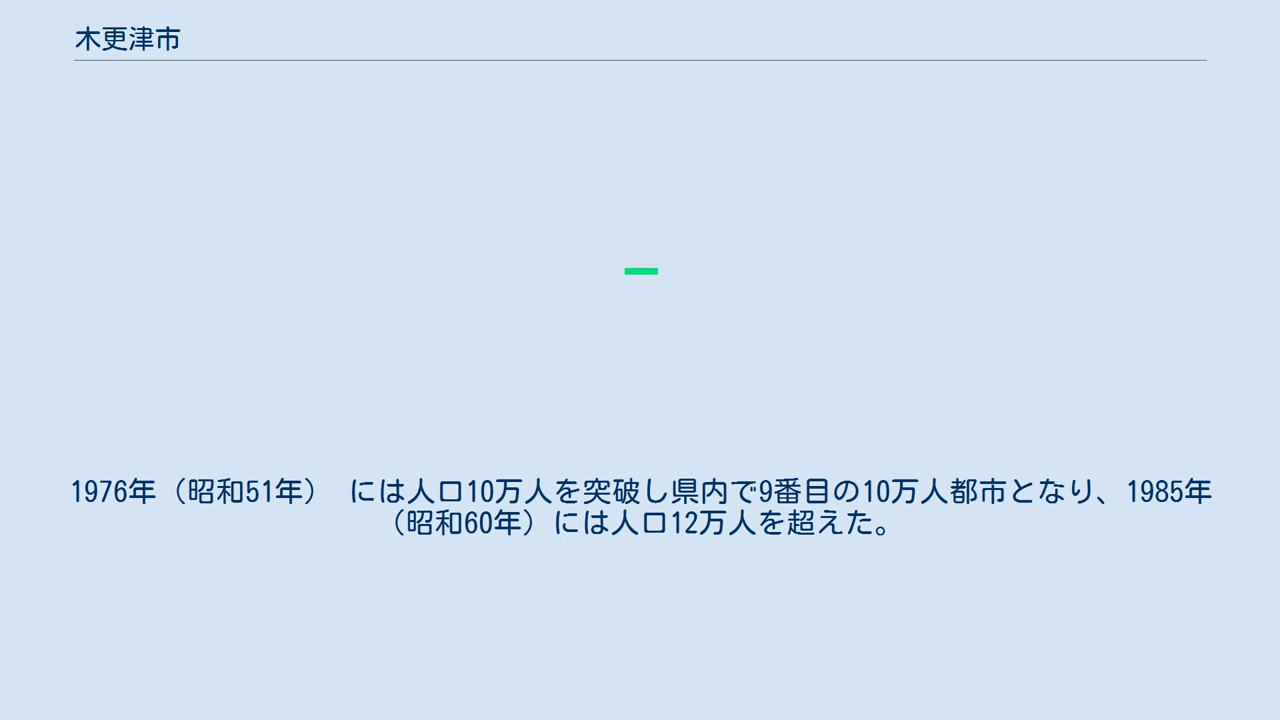 木更津市
1976年（昭和51年）　には人口10万人を突破し県内で9番目の10万人都市となり、1985年
（昭和60年）には人口12万人を超えた。